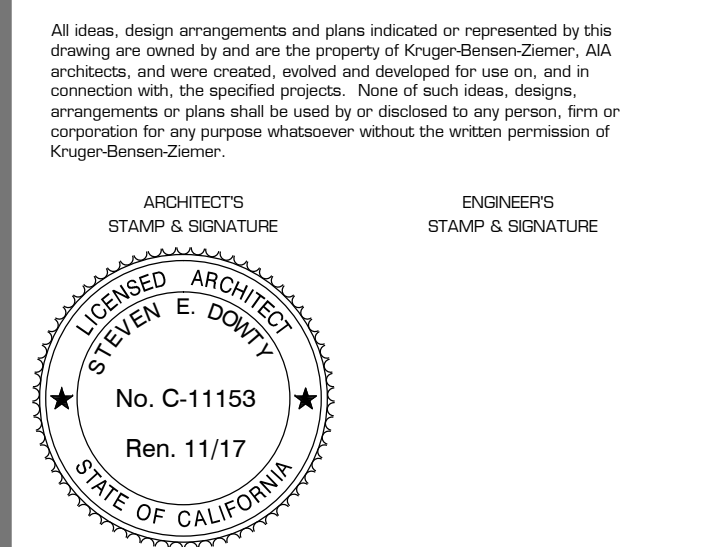 All ideas, design arrangements and plans indicated or represented by this
drawing are owned by and are the property of Kruger-Bensen-Ziemer, AIA
architects, and were created, evolved and developed for use on, and in
connection with, the specified projects.  None of such ideas, designs,
arrangements or plans shall be used by or disclosed to any person, firm or
corporation for any purpose whatsoever without the written permission of
Kruger-Bensen-Ziemer.
ARCHITECT'S
STAMP & SIGNATURE
ENGINEER'S
STAMP & SIGNATURE
LICENSED ARCHITECT
STEVEN E. DOWTY
No. C-11153
Ren. 11/17
STATE OF CALIFORNIA